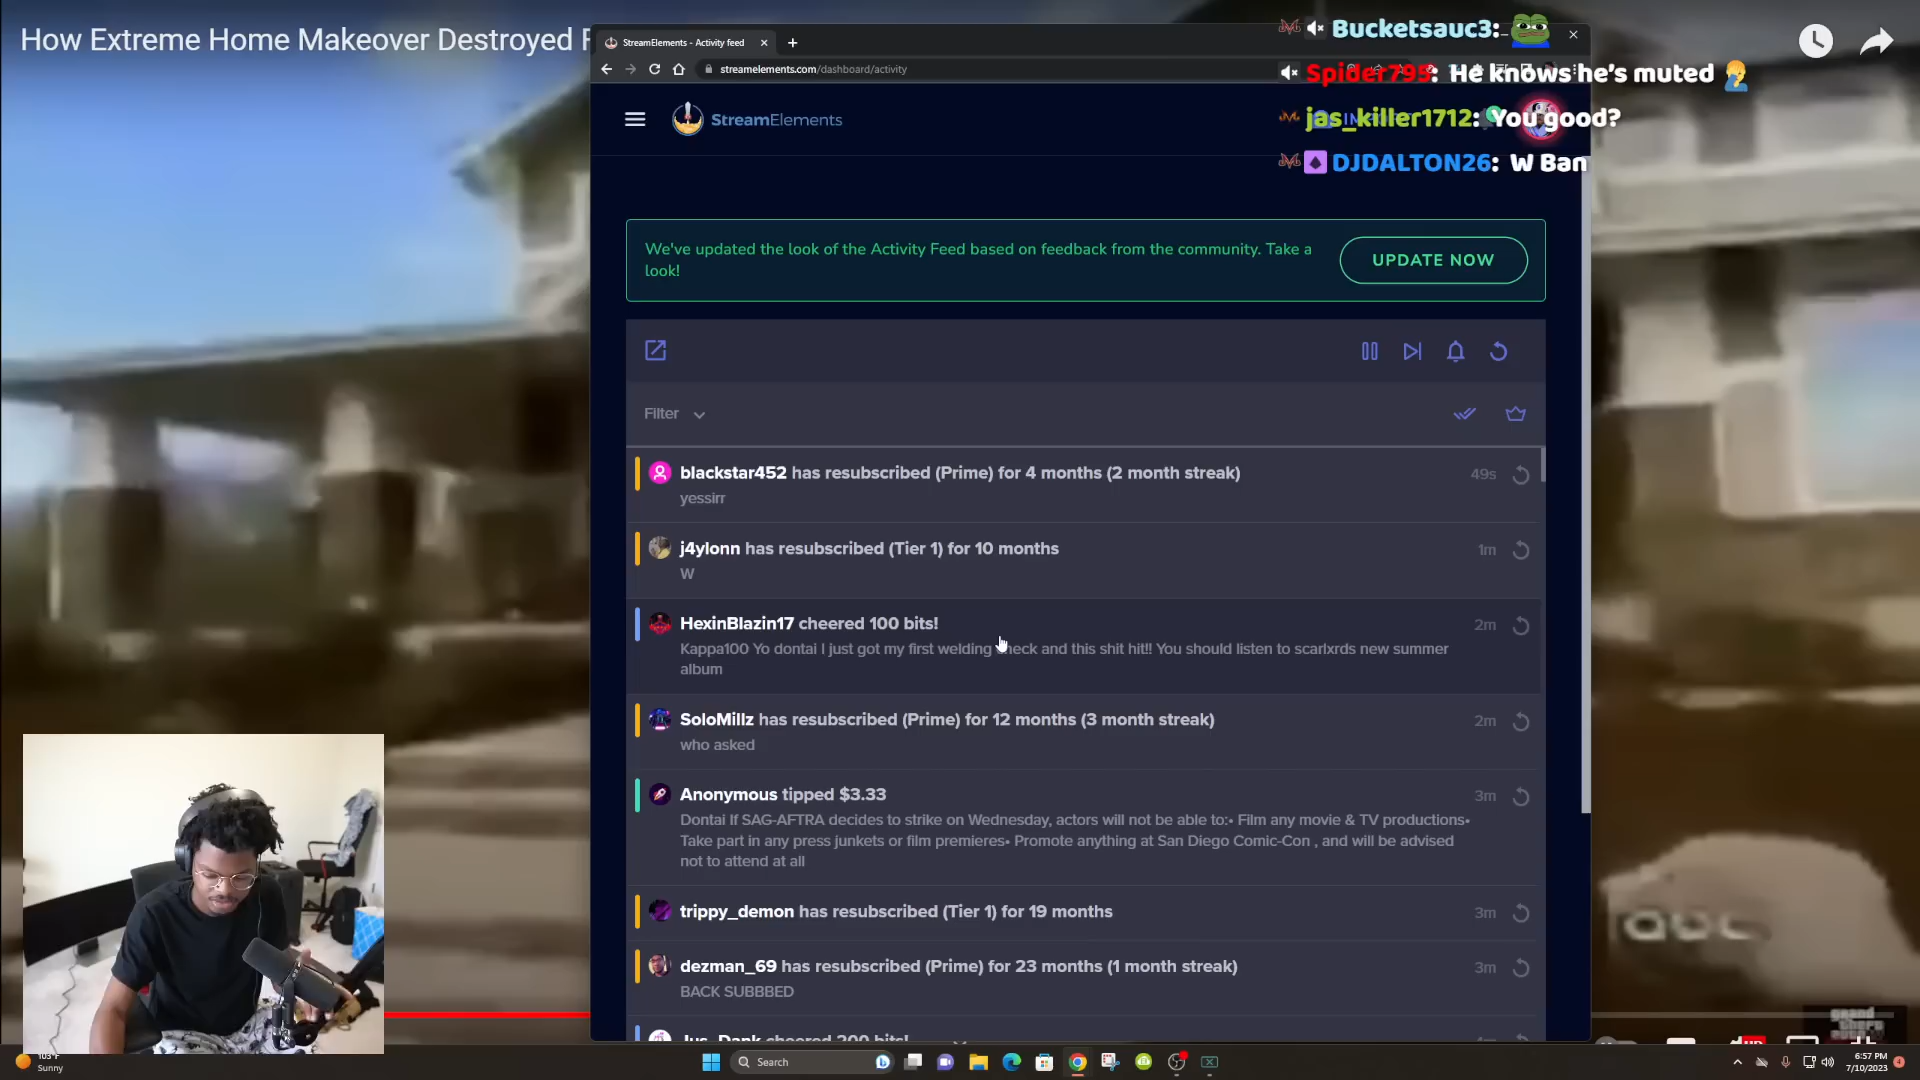 How Extreme Home Makeover Destroyed
StreamElements - Activity feed
streamelements.com/dashboard/activity
Bucketsauc3:
Spider795: He knows he's muted
jas_killer1712: You good?
DJDALTON26: W Ban
StreamElements
We've updated the look of the Activity Feed based on feedback from the community. Take a
look!
UPDATE NOW
Filter
blackstar452 has resubscribed (Prime) for 4 months (2 month streak)
49s
yessirr
j4ylonn has resubscribed (Tier 1) for 10 months
1m
W
HexinBlazin17 cheered 100 bits!
2m
Kappa100 Yo dontai I just got my first welding check and this shit hit!! You should listen to scarlxrds new summer
album
SoloMillz has resubscribed (Prime) for 12 months (3 month streak)
2m
who asked
Anonymous tipped $3.33
3m
Dontai If SAG-AFTRA decides to strike on Wednesday, actors will not be able to:• Film any movie & TV productions•
Take part in any press junkets or film premieres• Promote anything at San Diego Comic-Con , and will be advised
not to attend at all
trippy_demon has resubscribed (Tier 1) for 19 months
3m
dezman_69 has resubscribed (Prime) for 23 months (1 month streak)
3m
BACK SUBBBED
Jus_Dank cheered 200 bits!
abc
grand
103°F
Sunny
Search
6:57 PM
7/10/2023
4